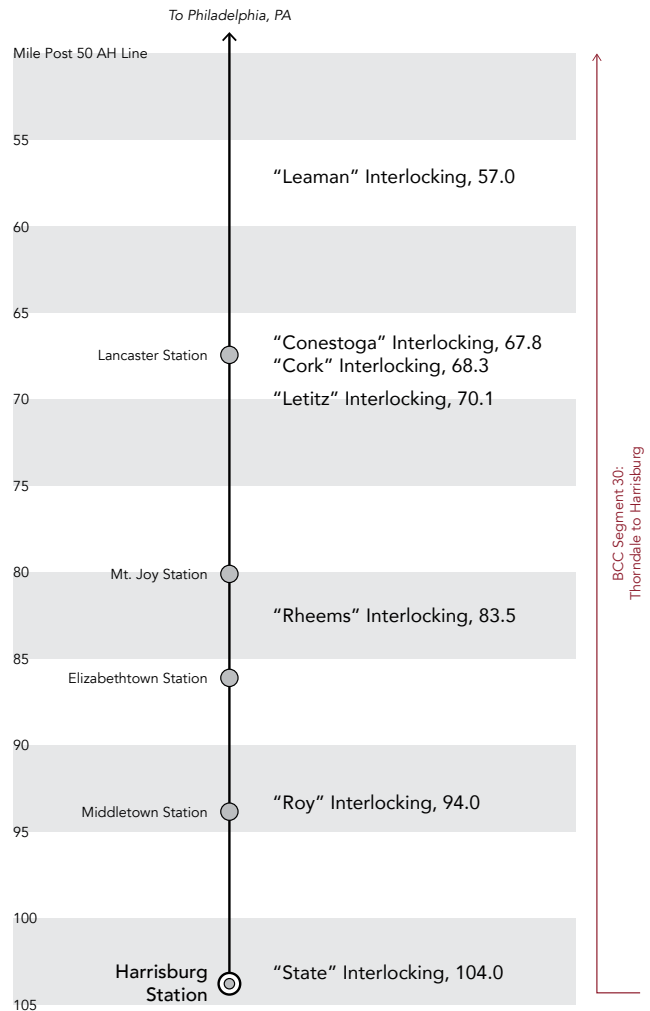 To Philadelphia, PA
Mile Post 50 AH Line
55
“Leaman” Interlocking, 57.0
60
65
“Conestoga” Interlocking, 67.8
Lancaster Station
“Cork” Interlocking, 68.3
70
“Letitz” Interlocking, 70.1
75
80
Mt. Joy Station
“Rheems” Interlocking, 83.5
85
Elizabethtown Station
90
“Roy” Interlocking, 94.0
Middletown Station
95
100
Harrisburg
Station
“State” Interlocking, 104.0
105
BCC Segment 30:
Thorndale to Harrisburg